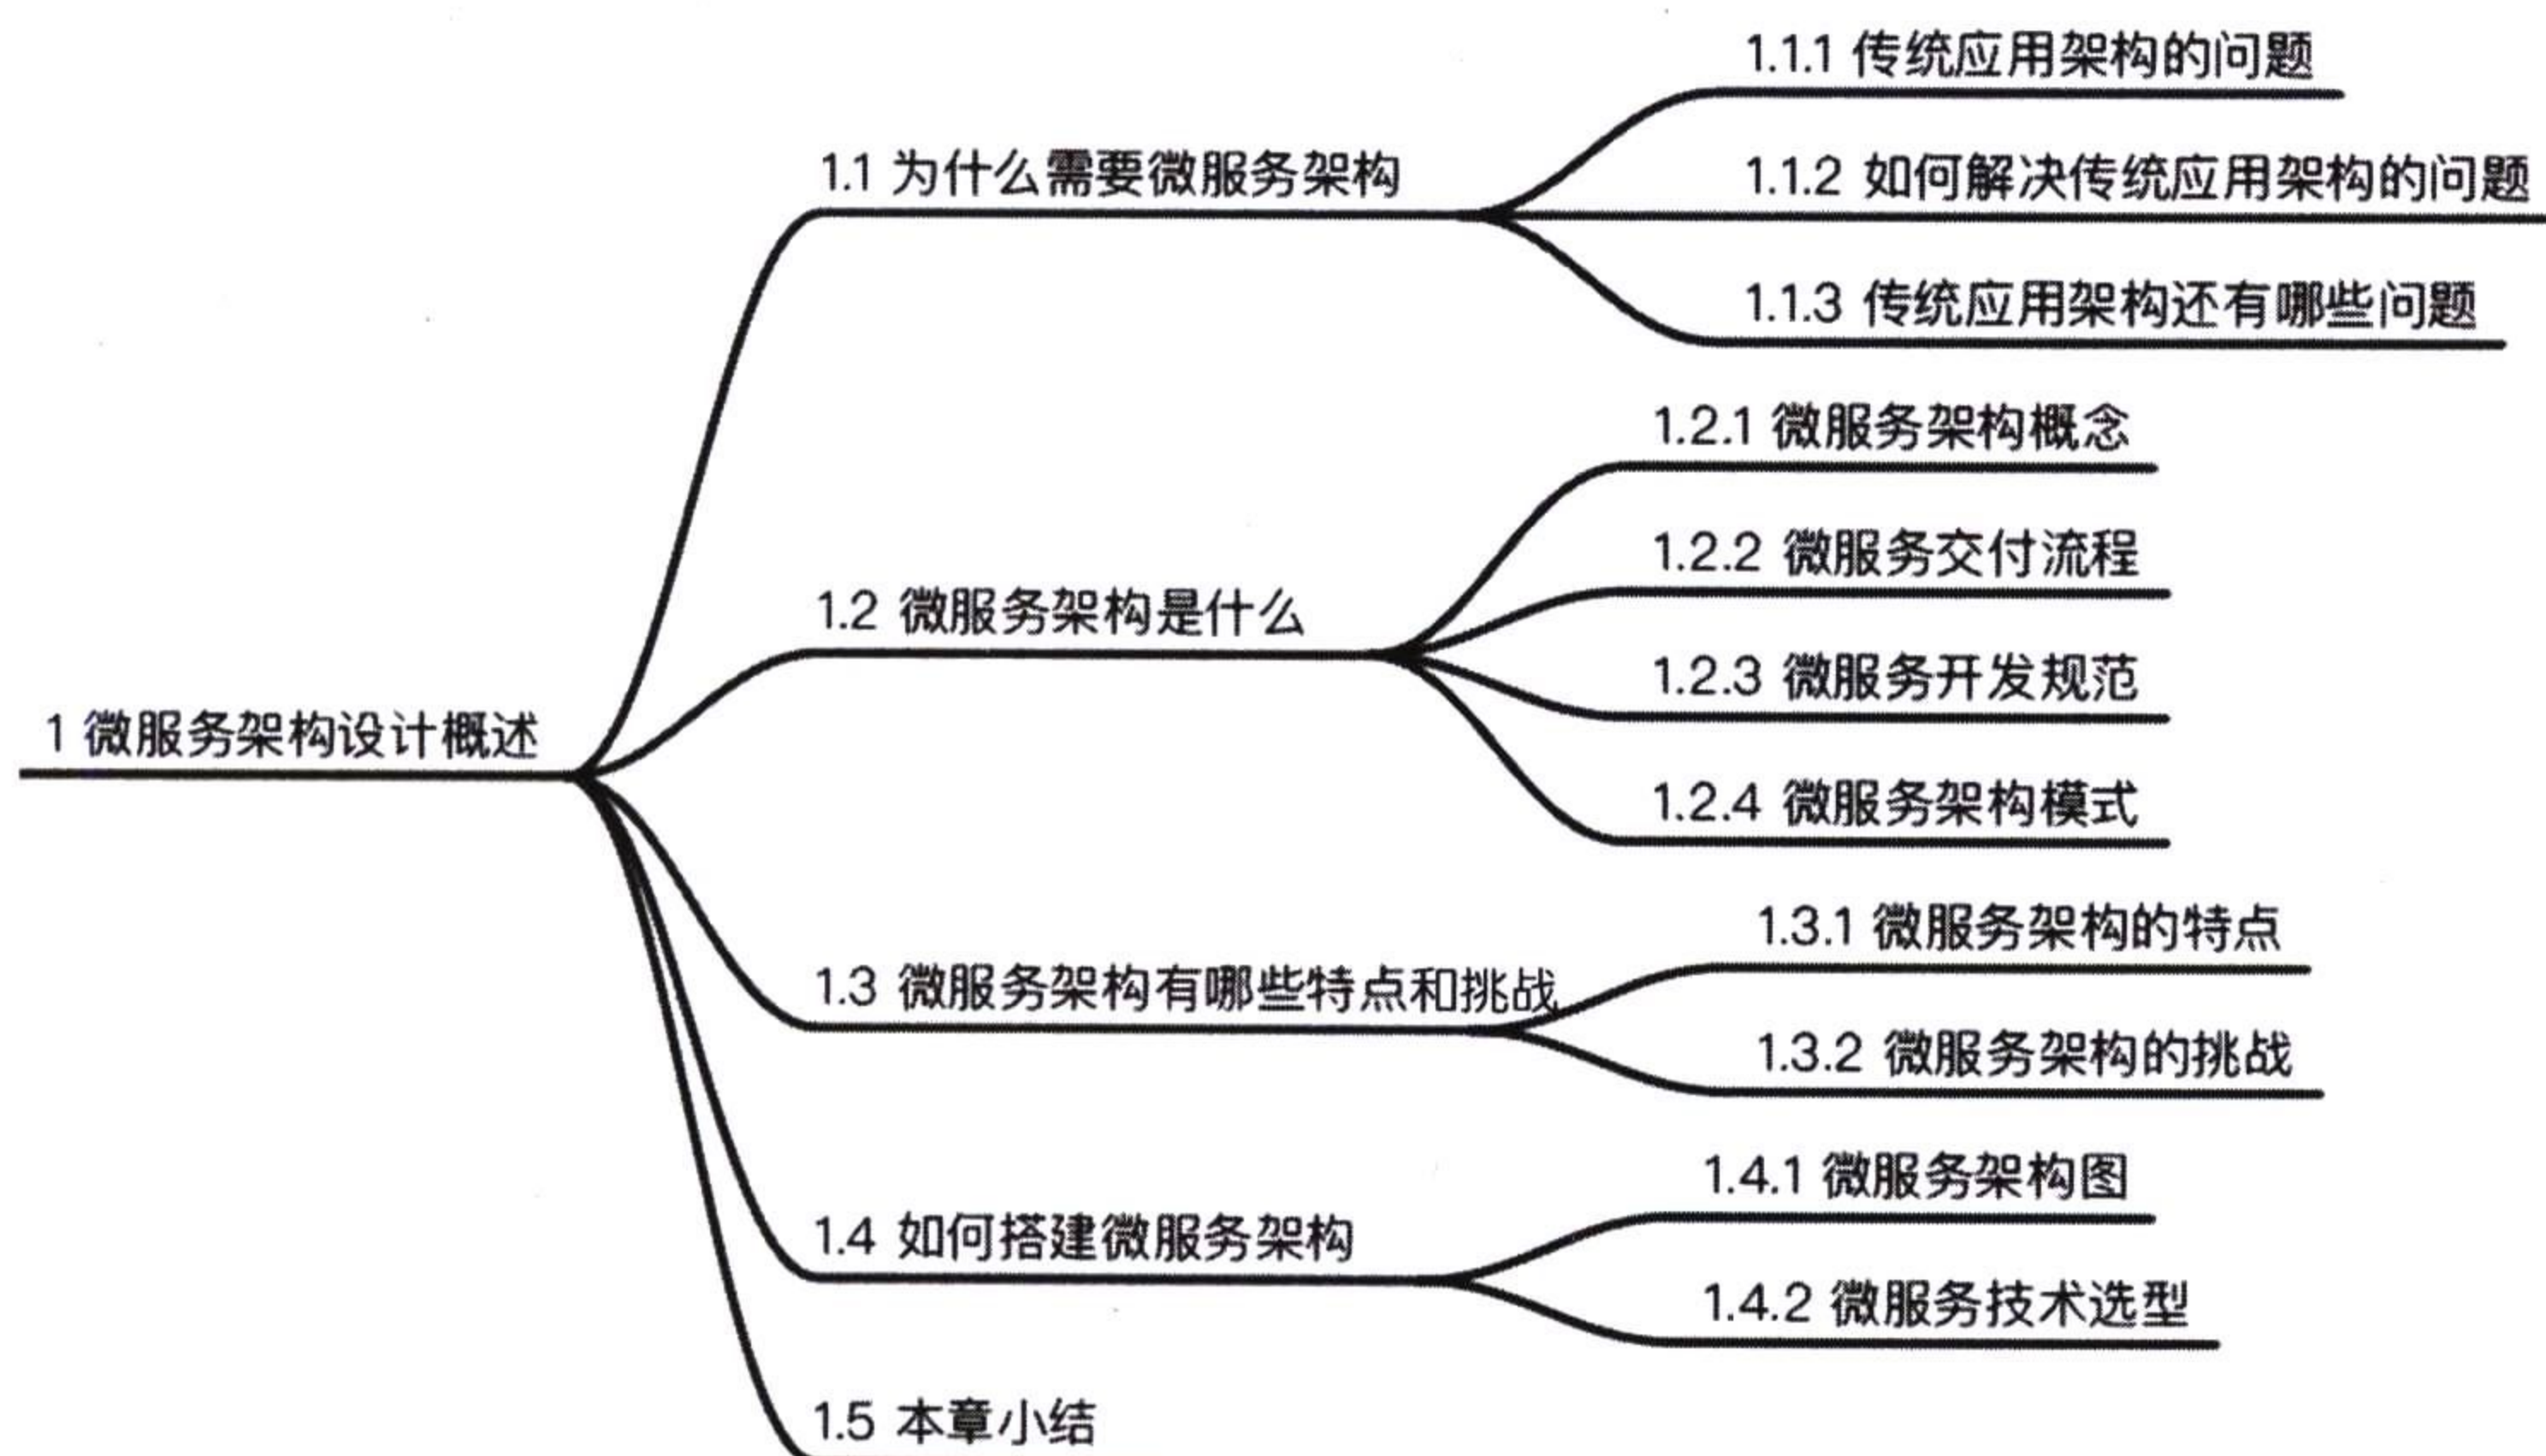 1 微服务架构设计概述
1.1 为什么需要微服务架构
1.1.1 传统应用架构的问题
1.1.2 如何解决传统应用架构的问题
1.1.3 传统应用架构还有哪些问题
1.2 微服务架构是什么
1.2.1 微服务架构概念
1.2.2 微服务交付流程
1.2.3 微服务开发规范
1.2.4 微服务架构模式
1.3 微服务架构有哪些特点和挑战
1.3.1 微服务架构的特点
1.3.2 微服务架构的挑战
1.4 如何搭建微服务架构
1.4.1 微服务架构图
1.4.2 微服务技术选型
1.5 本章小结